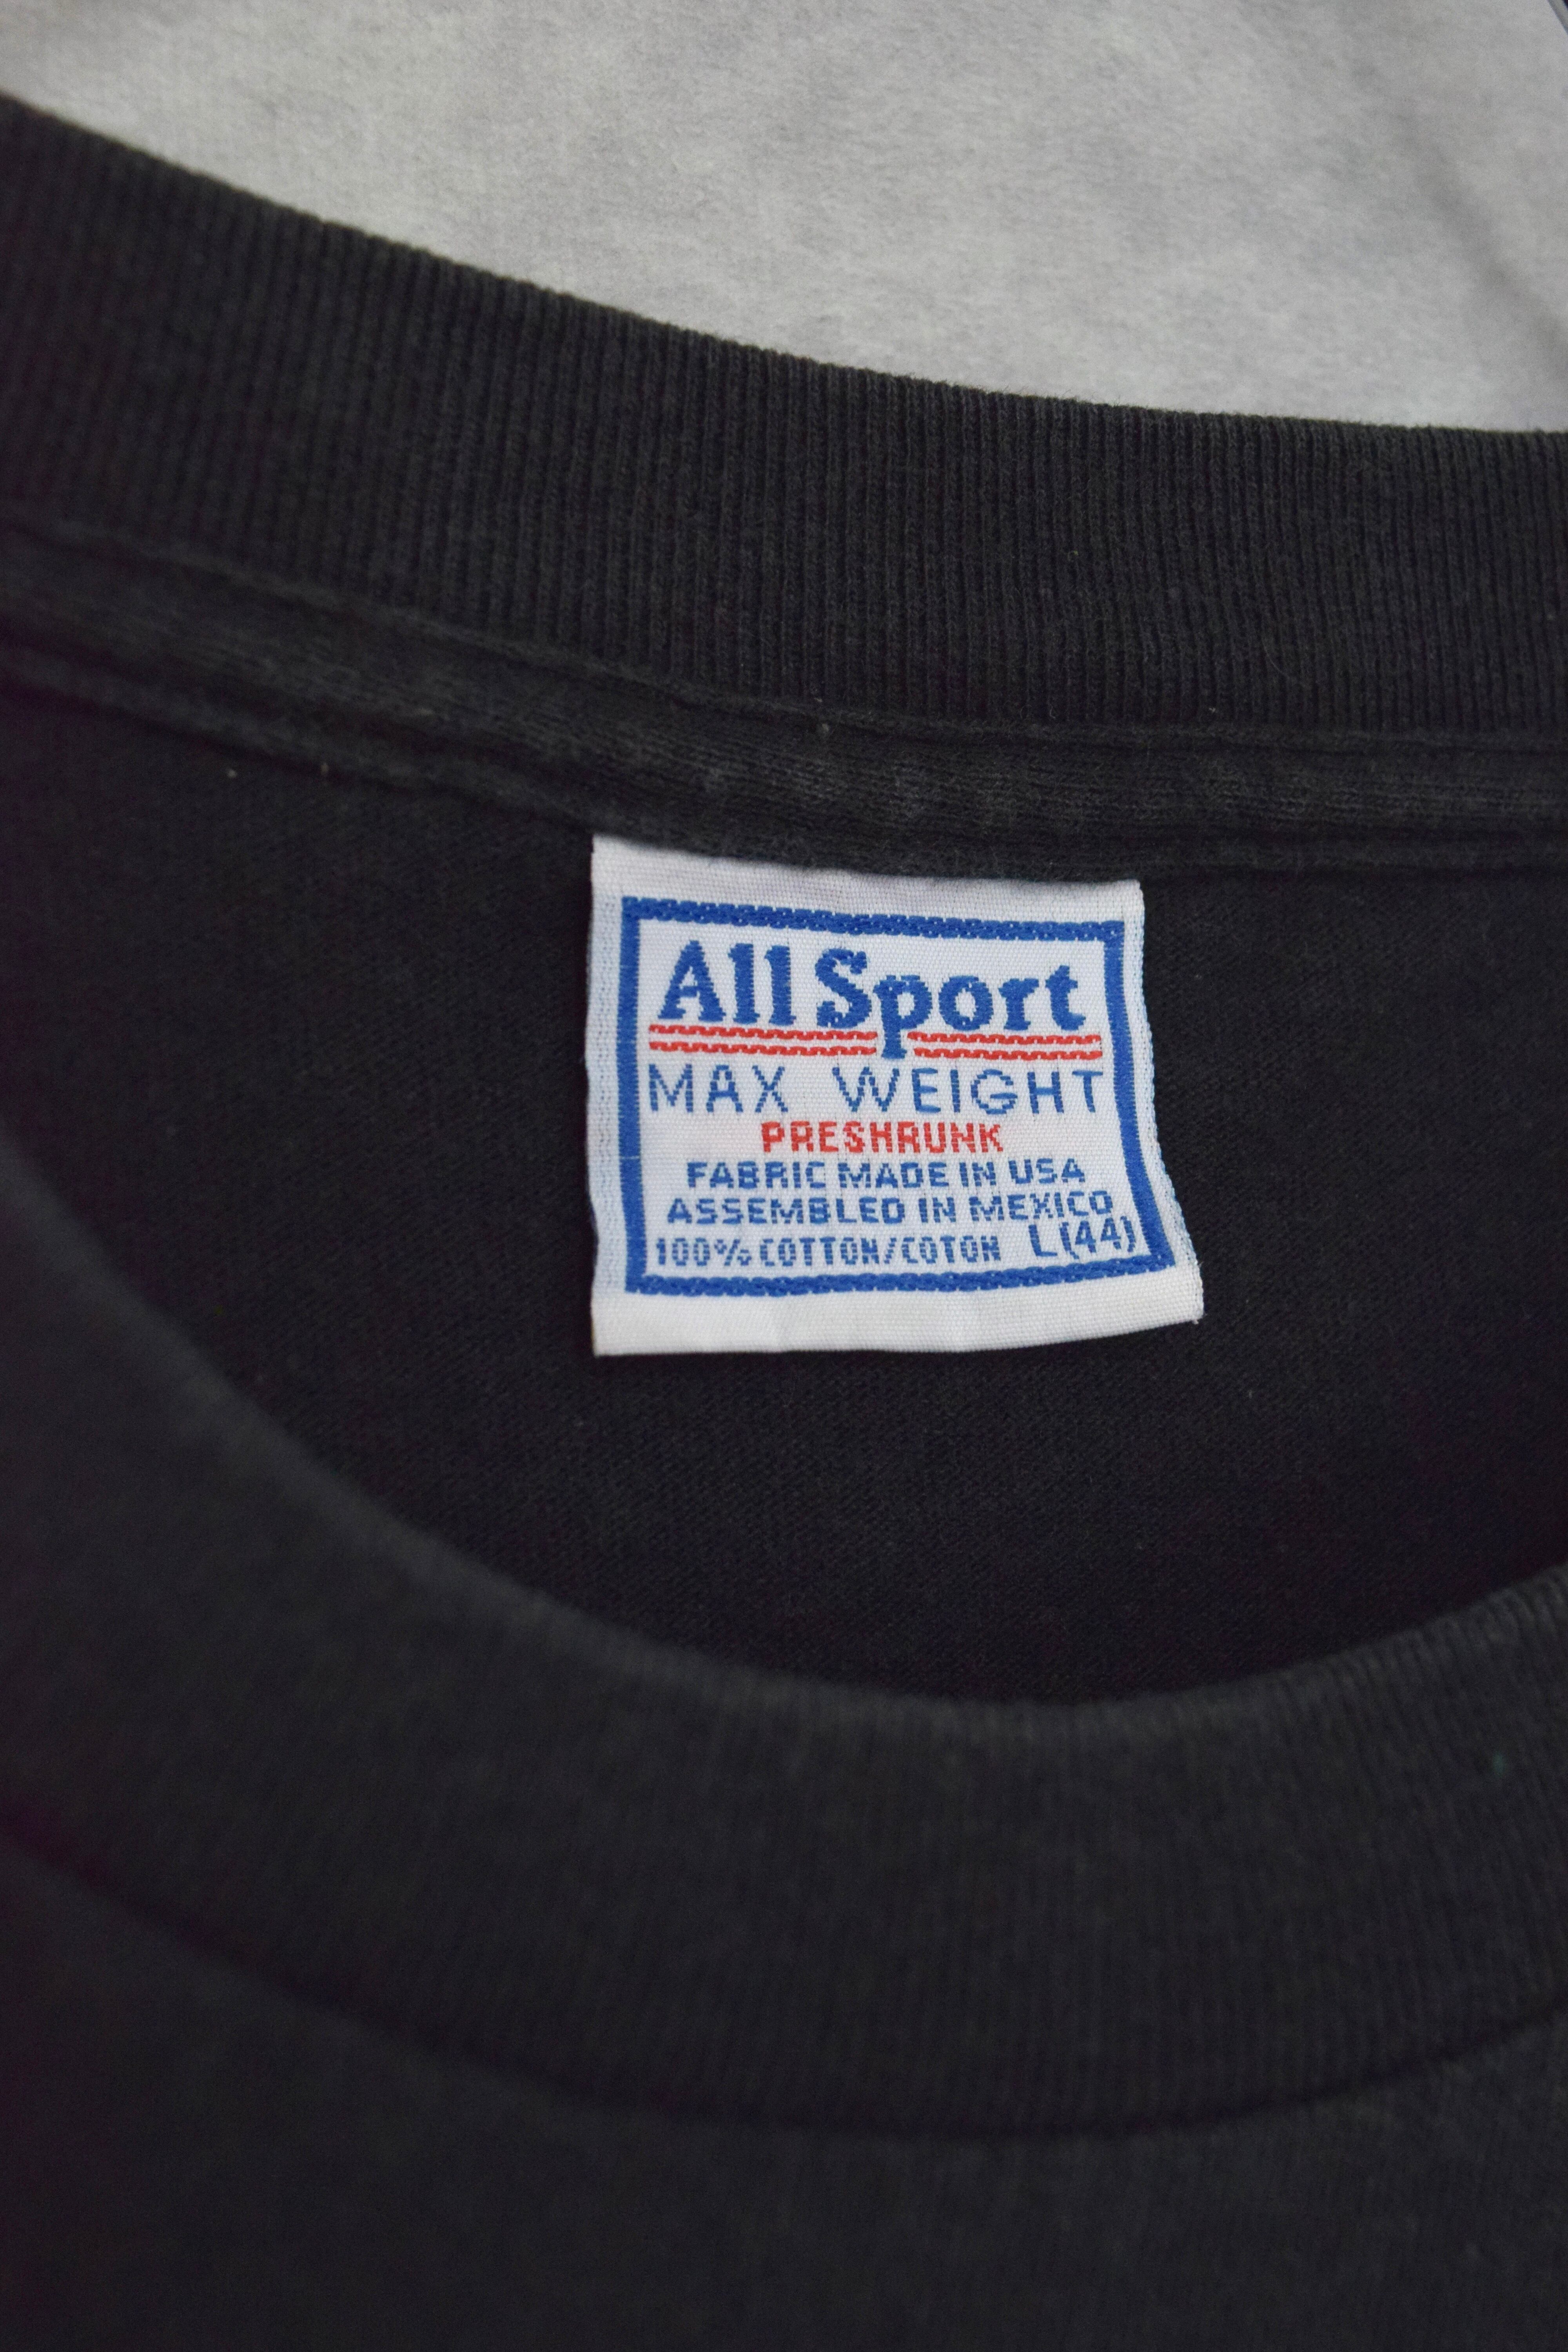 All Sport
MAX WEIGHT
PRESHRUNK
FABRIC MADE IN USA
ASSEMBLED IN MEXICO
100% COTTON/COTON L(44)